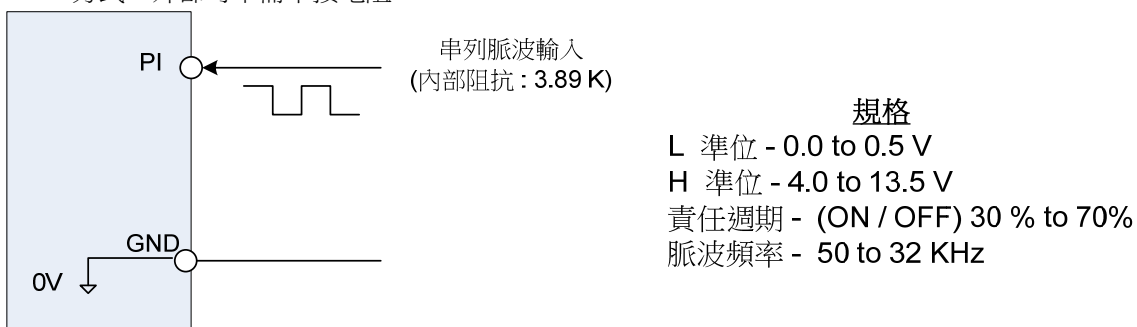 PI
串列脈波輸入
(內部阻抗 : 3.89 K)
GND
0V
規格
L 準位 - 0.0 to 0.5 V
H 準位 - 4.0 to 13.5 V
責任週期 - (ON / OFF) 30 % to 70%
脈波頻率 - 50 to 32 KHz